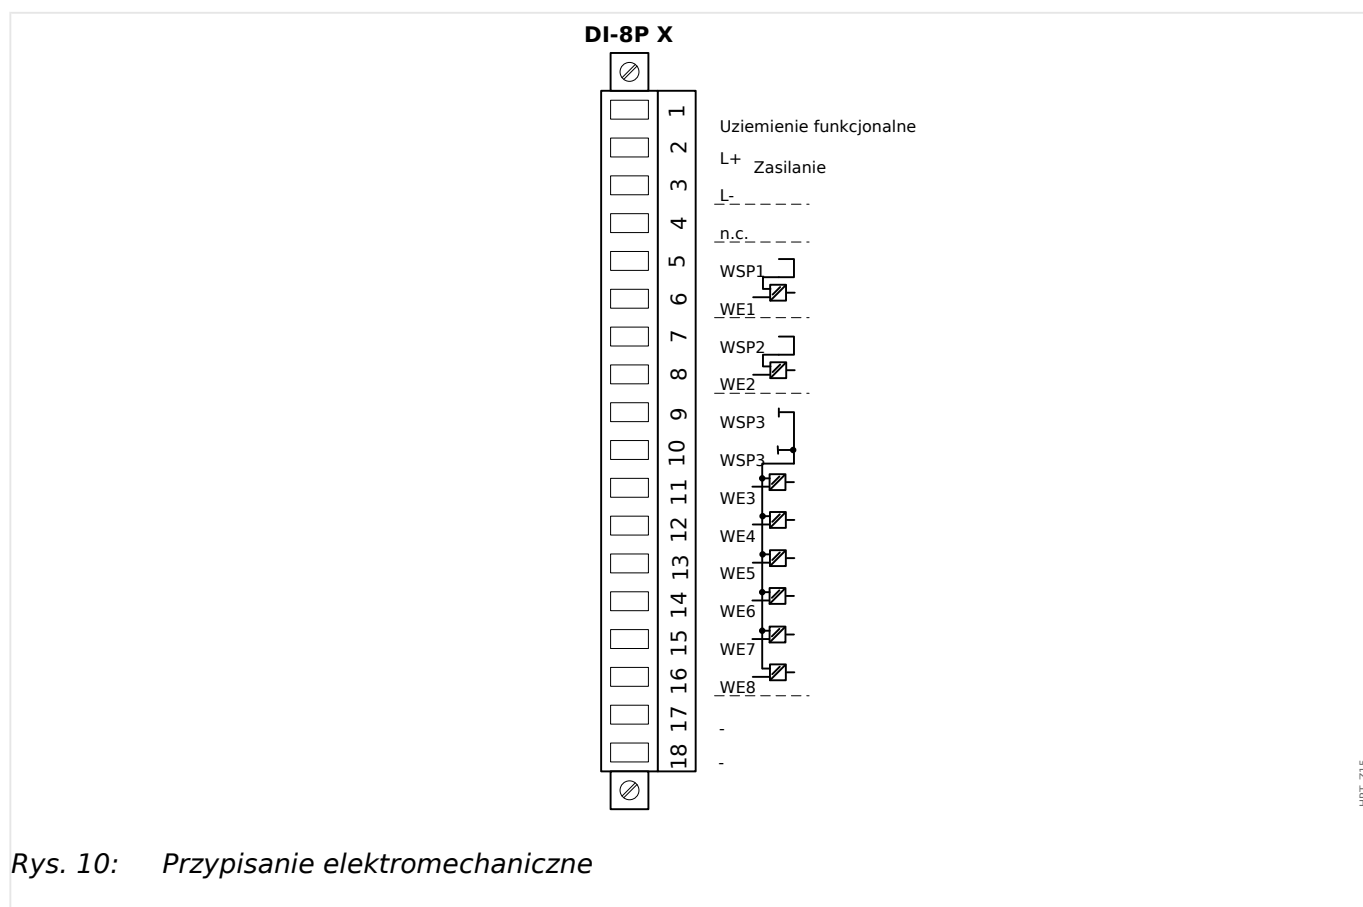 DI-8P X
1
Uziemienie funkcjonalne
2
L+ Zasilanie
3
L-
4
n.c.
5
WSP1
6
WE1
7
WSP2
8
WE2
9
WSP3
10
WSP3
11
WE3
12
WE4
13
WE5
14
WE6
15
WE7
16
WE8
17
-
18
-
Rys. 10: Przypisanie elektromechaniczne